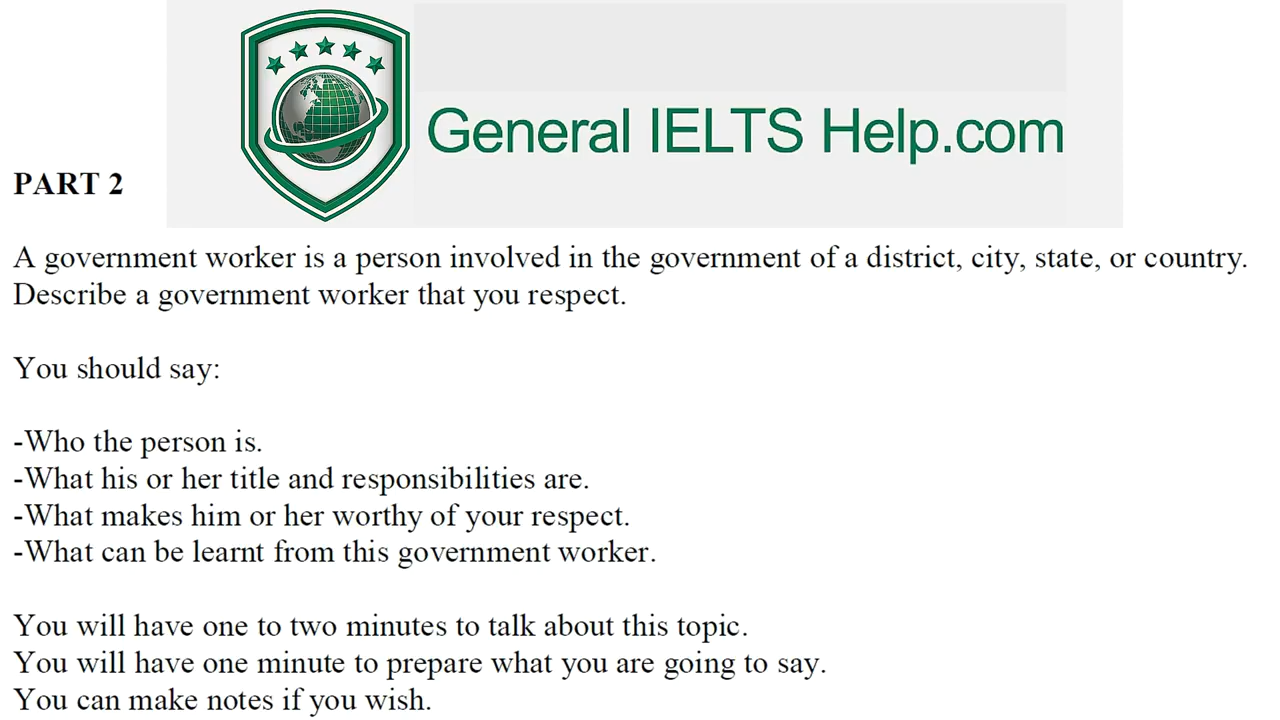 General IELTS Help.com
PART 2
A government worker is a person involved in the government of a district, city, state, or country.
Describe a government worker that you respect.
You should say:
-Who the person is.
-What his or her title and responsibilities are.
-What makes him or her worthy of your respect.
-What can be learnt from this government worker.
You will have one to two minutes to talk about this topic.
You will have one minute to prepare what you are going to say.
You can make notes if you wish.